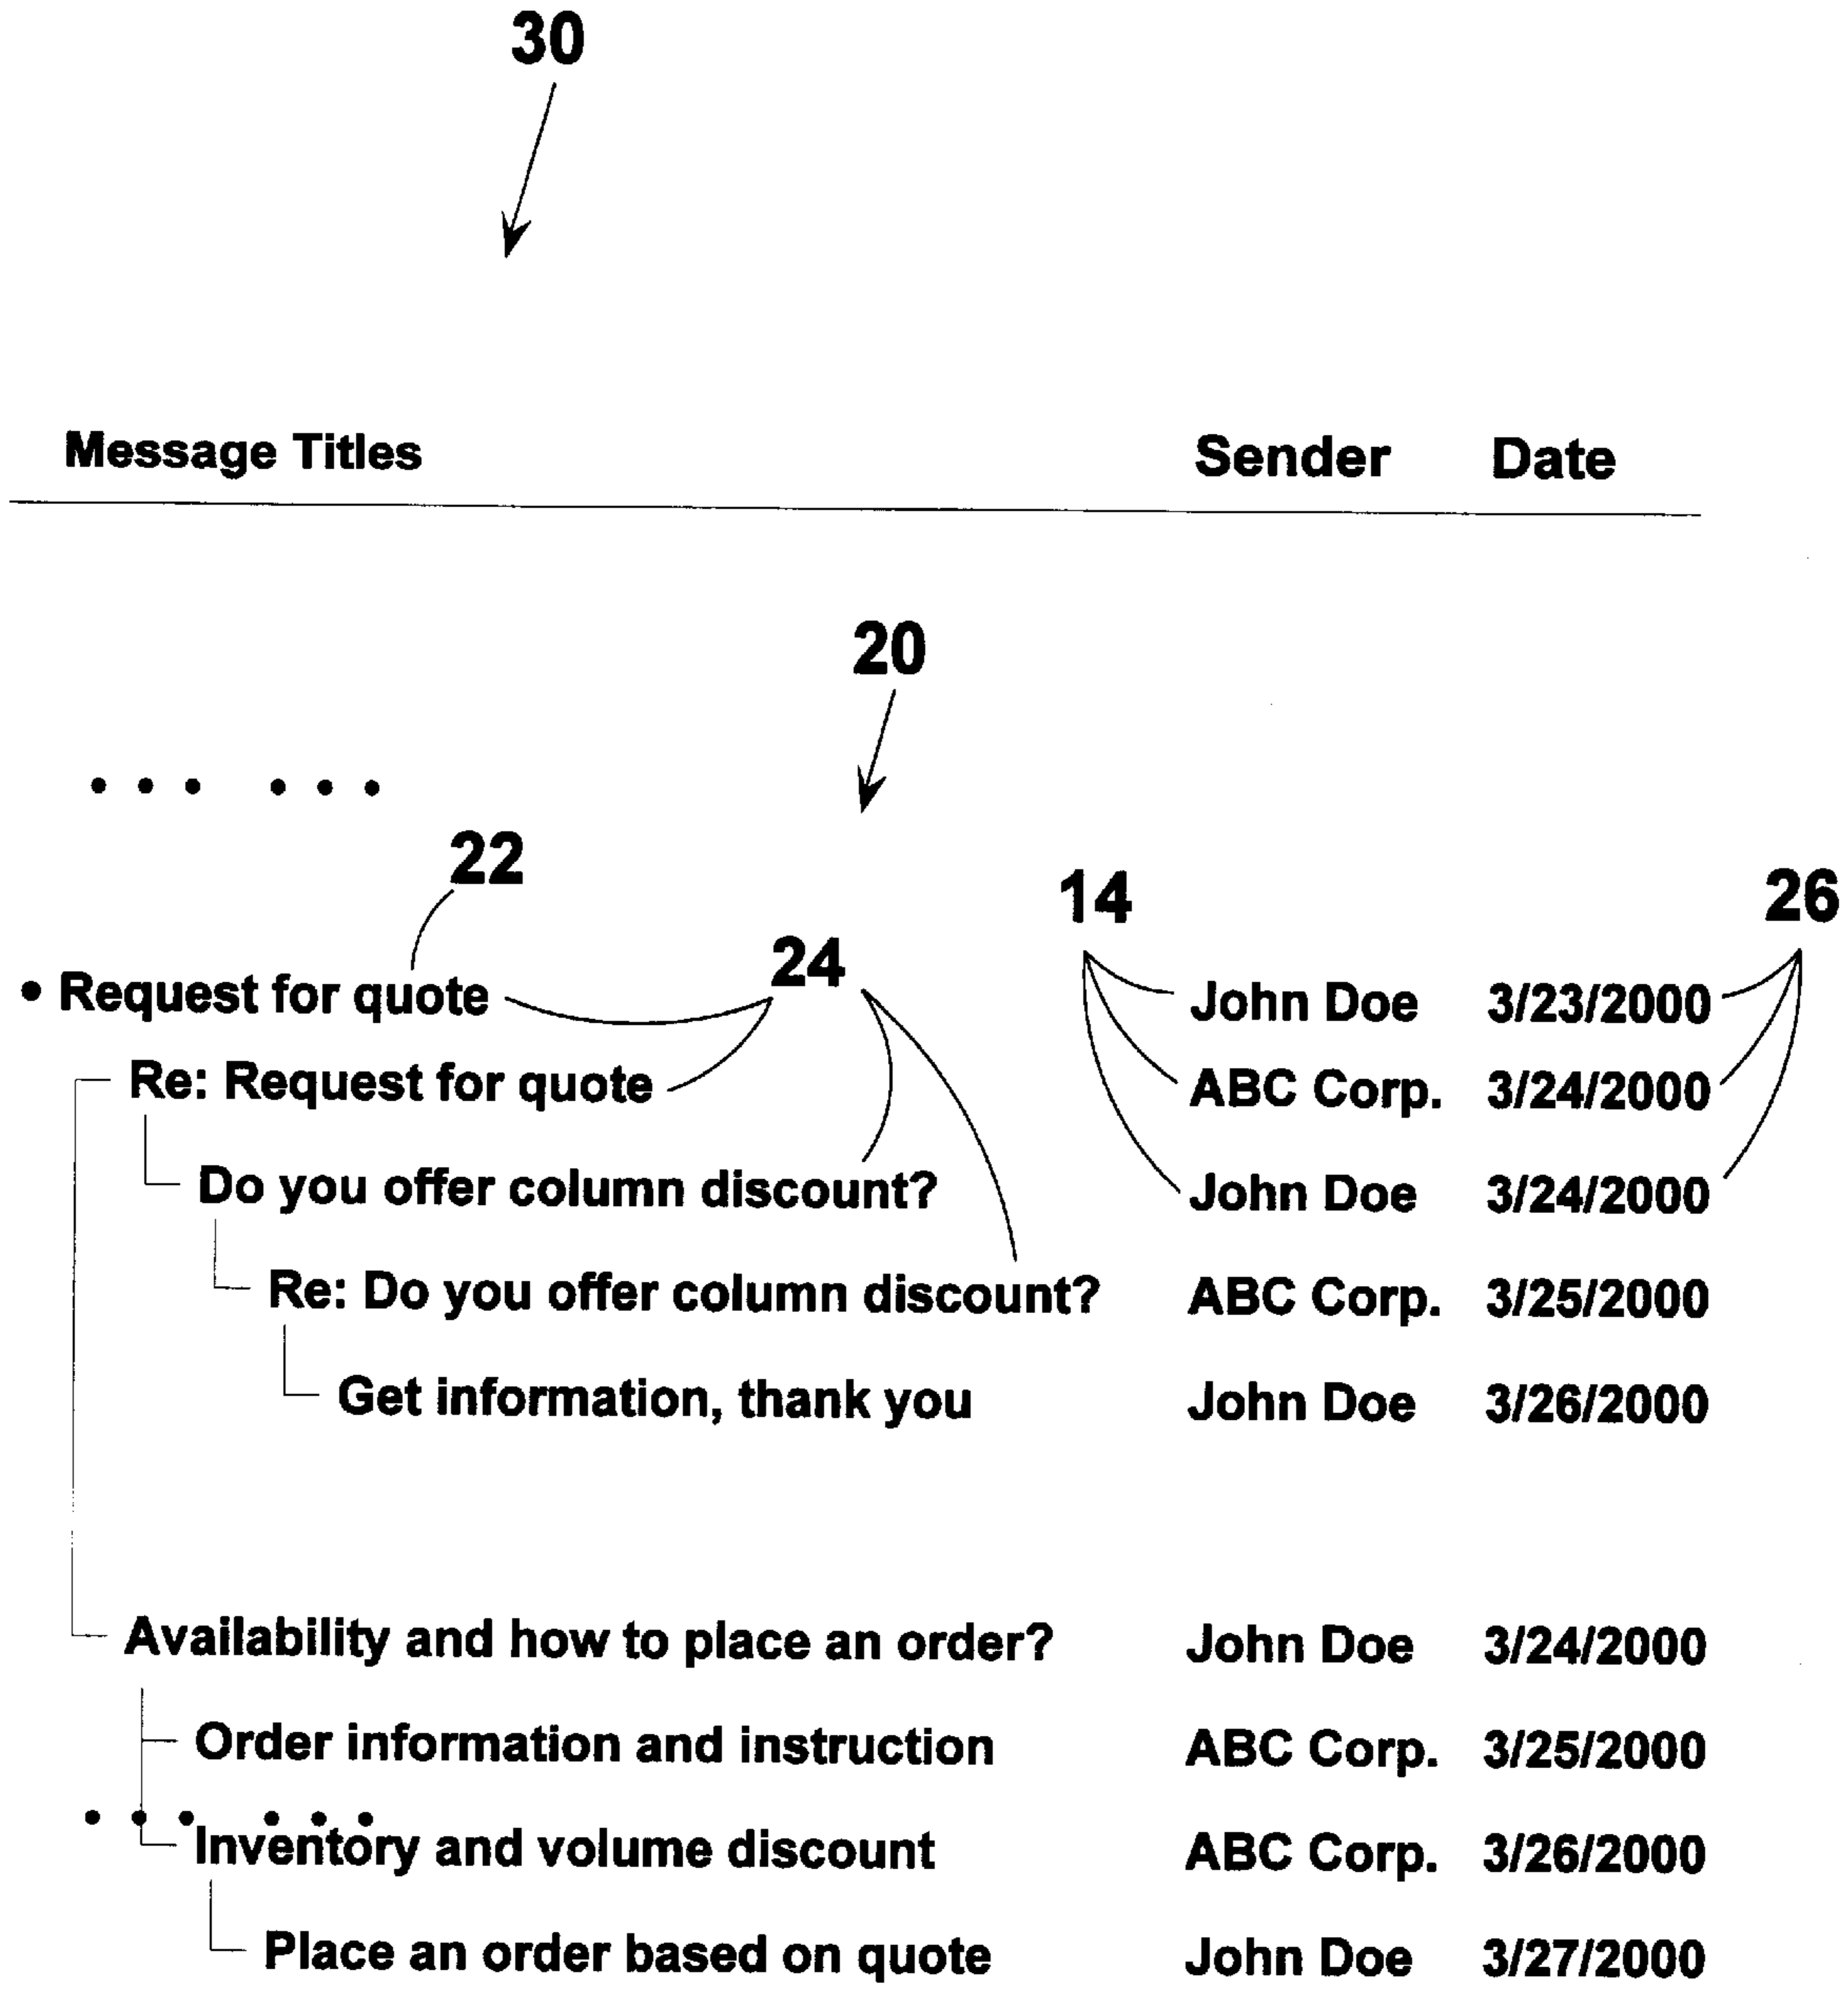 30
Message Titles Sender Date
20
• • • • • •
22
14 26
24
• Request for quote John Doe 3/23/2000
Re: Request for quote ABC Corp. 3/24/2000
Do you offer column discount? John Doe 3/24/2000
Re: Do you offer column discount? ABC Corp. 3/25/2000
Get information, thank you John Doe 3/26/2000
Availability and how to place an order? John Doe 3/24/2000
Order information and instruction ABC Corp. 3/25/2000
• • • • • •
Inventory and volume discount ABC Corp. 3/26/2000
Place an order based on quote John Doe 3/27/2000